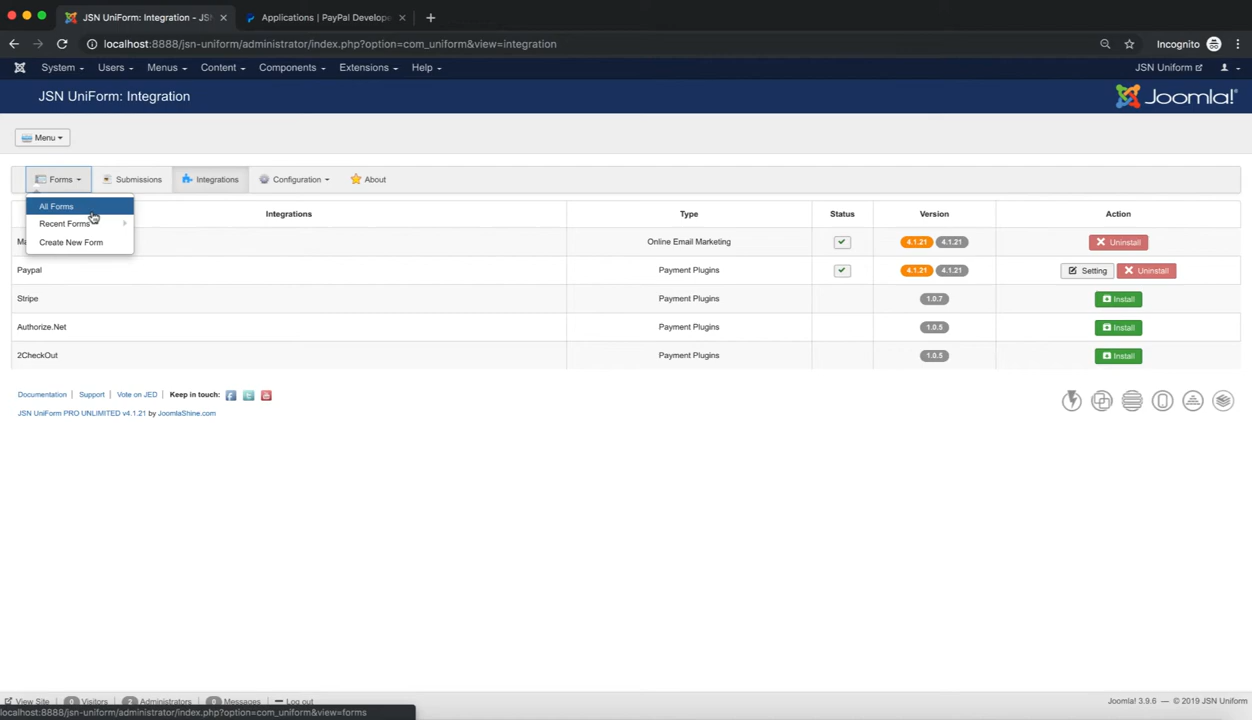 JSN UniForm: Integration - JSN
Applications | PayPal Develope
localhost:8888/jsn-uniform/administrator/index.php?option=com_uniform&view=integration
Incognito
System Users Menus Content Components Extensions Help
JSN Uniform
JSN UniForm: Integration
Joomla!
Menu
Forms Submissions Integrations Configuration About
All Forms
Recent Forms
Create New Form
Integrations Type Status Version Action
Ma Online Email Marketing 4.1.21 4.1.21 Uninstall
Paypal Payment Plugins 4.1.21 4.1.21 Setting Uninstall
Stripe Payment Plugins 1.0.7 Install
Authorize.Net Payment Plugins 1.0.5 Install
2CheckOut Payment Plugins 1.0.5 Install
Documentation | Support | Vote on JED | Keep in touch:
JSN UniForm PRO UNLIMITED v4.1.21 by JoomlaShine.com
View Site 0 Visitors 2 Administrators 0 Messages Log out
Joomla! 3.9.6 — © 2019 JSN Uniform
localhost:8888/jsn-uniform/administrator/index.php?option=com_uniform&view=forms